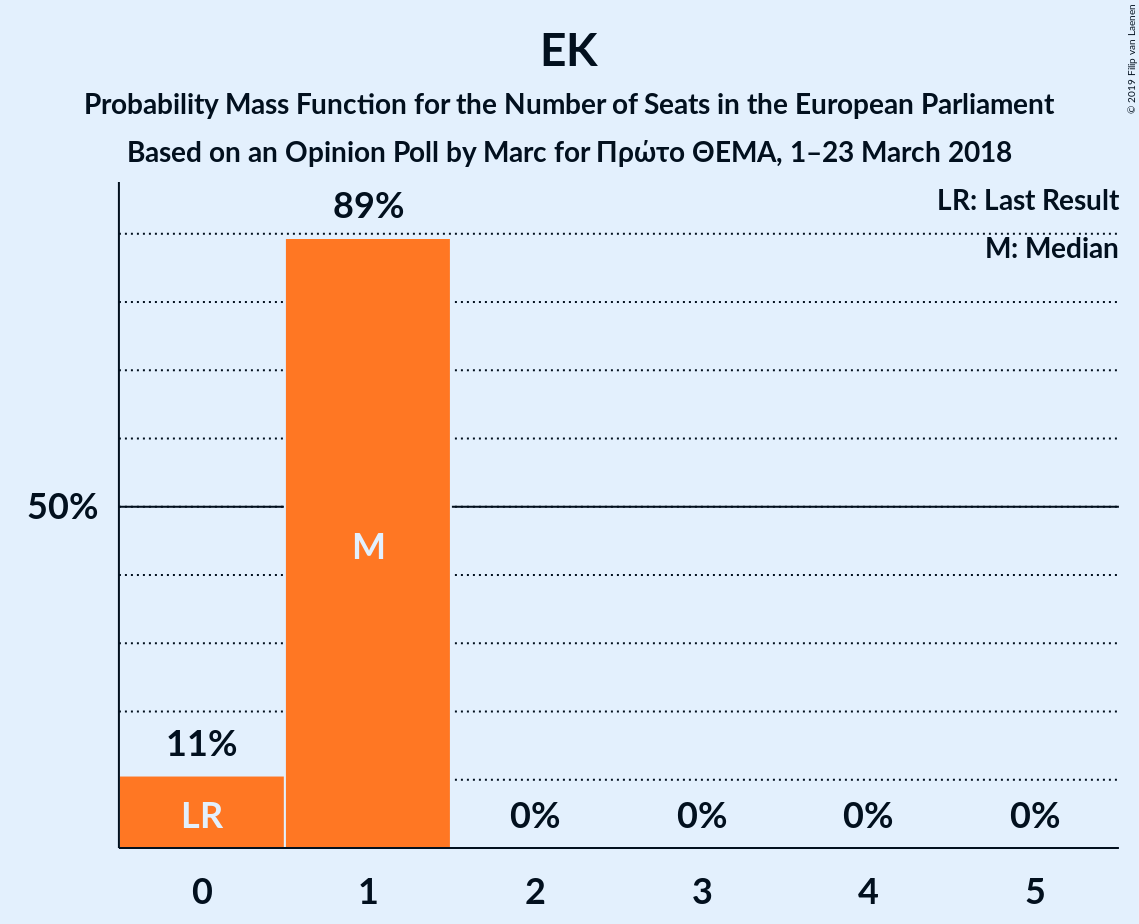 EK
Probability Mass Function for the Number of Seats in the European Parliament
Based on an Opinion Poll by Marc for Πρώτο ΘΕΜΑ, 1–23 March 2018
© 2019 Filip van Laenen
LR: Last Result
M: Median
89%
50%
M
11%
LR
0%
0%
0%
0%
0
1
2
3
4
5